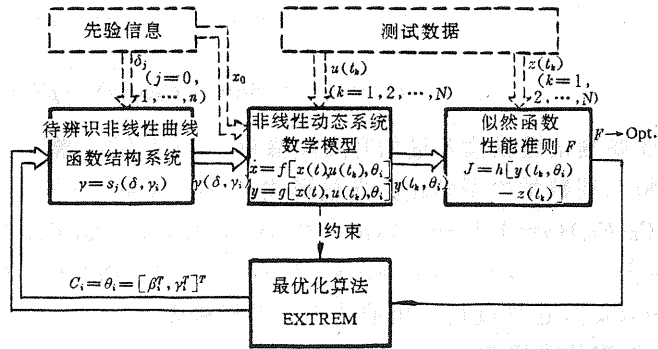 先验信息
测试数据
δⱼ
(j=0,
1,…,n)
x₀
u(tₖ)
(k=1,2,…,N)
z(tₖ)
(k=1,
2,…,N)
待辨识非线性曲线
函数结构系统
γ=sⱼ(δ,γᵢ)
γ(δ,γᵢ)
非线性动态系统
数学模型
ẋ=f[x(t),u(tₖ),θᵢ]
y=g[x(t),u(tₖ),θᵢ]
y(tₖ,θᵢ)
似然函数
性能准则 F
J=h[y(tₖ,θᵢ)
—z(tₖ)]
F→Opt.
约束
Cᵢ=θᵢ=[βᵢᵀ,γᵢᵀ]ᵀ
最优化算法
EXTREM